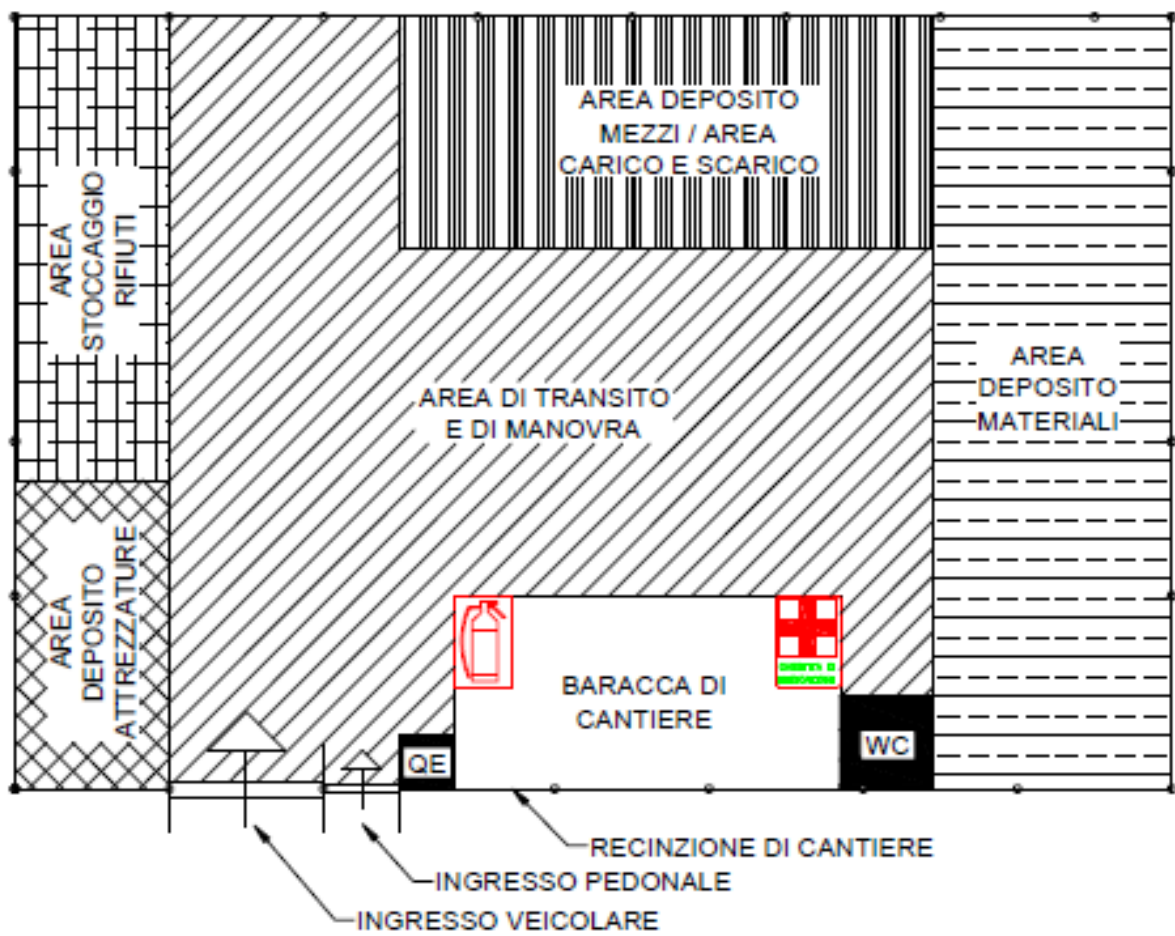 AREA DEPOSITO
MEZZI / AREA
CARICO E SCARICO
AREA
STOCCAGGIO
RIFIUTI
AREA DI TRANSITO
E DI MANOVRA
AREA
DEPOSITO
MATERIALI
AREA
DEPOSITO
ATTREZZATURE
BARACCA DI
CANTIERE
QE
WC
RECINZIONE DI CANTIERE
INGRESSO PEDONALE
INGRESSO VEICOLARE